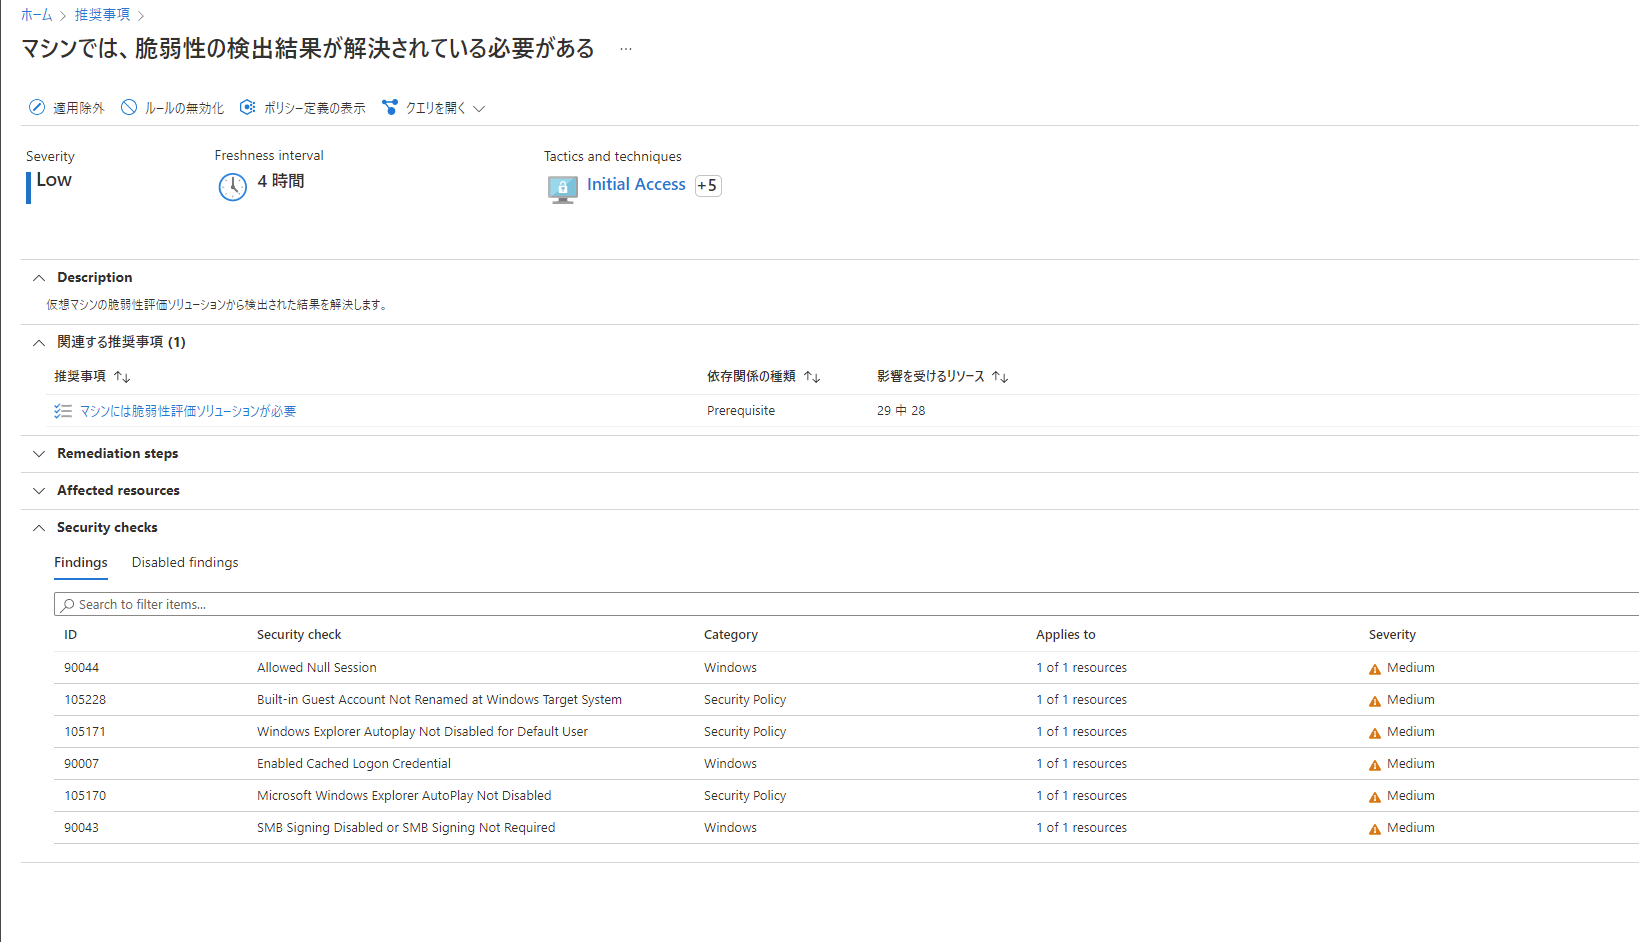 ホーム > 推奨事項 >
マシンでは、脆弱性の検出結果が解決されている必要がある ...
適用除外 ルールの無効化 ポリシー定義の表示 クエリを開く
Severity Freshness interval Tactics and techniques
Low 4 時間 Initial Access +5
Description
仮想マシンの脆弱性評価ソリューションから検出された結果を解決します。
関連する推奨事項 (1)
推奨事項 ↑↓ 依存関係の種類 ↑↓ 影響を受けるリソース ↑↓
マシンには脆弱性評価ソリューションが必要 Prerequisite 29 中 28
Remediation steps
Affected resources
Security checks
Findings Disabled findings
Search to filter items...
ID Security check Category Applies to Severity
90044 Allowed Null Session Windows 1 of 1 resources Medium
105228 Built-in Guest Account Not Renamed at Windows Target System Security Policy 1 of 1 resources Medium
105171 Windows Explorer Autoplay Not Disabled for Default User Security Policy 1 of 1 resources Medium
90007 Enabled Cached Logon Credential Windows 1 of 1 resources Medium
105170 Microsoft Windows Explorer AutoPlay Not Disabled Security Policy 1 of 1 resources Medium
90043 SMB Signing Disabled or SMB Signing Not Required Windows 1 of 1 resources Medium